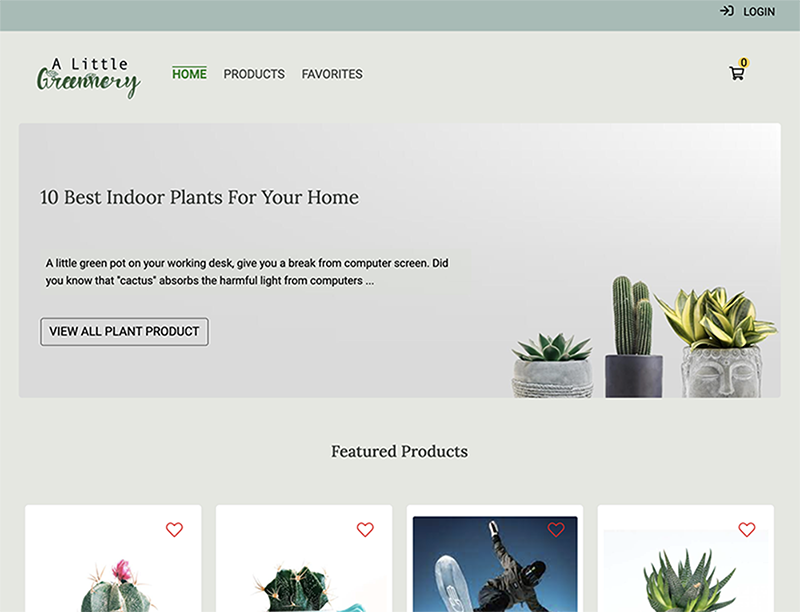 LOGIN
A Little
Greennery
HOME
PRODUCTS
FAVORITES
0
10 Best Indoor Plants For Your Home
A little green pot on your working desk, give you a break from computer screen. Did
you know that "cactus" absorbs the harmful light from computers ...
VIEW ALL PLANT PRODUCT
Featured Products